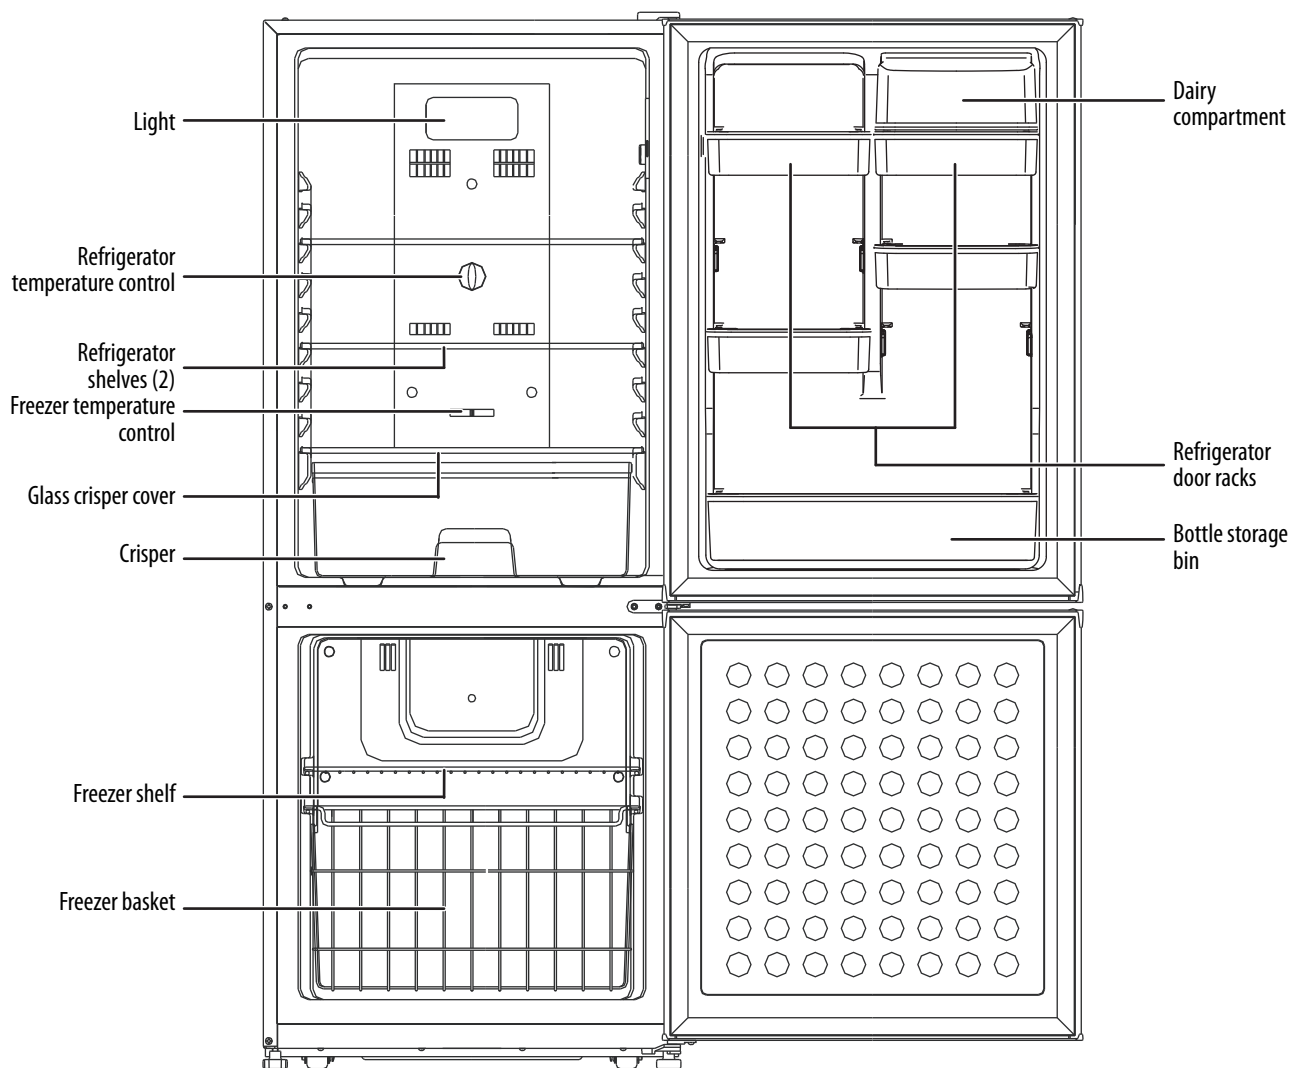 Light
Refrigerator
temperature control
Refrigerator
shelves (2)
Freezer temperature
control
Glass crisper cover
Crisper
Freezer shelf
Freezer basket
Dairy
compartment
Refrigerator
door racks
Bottle storage
bin